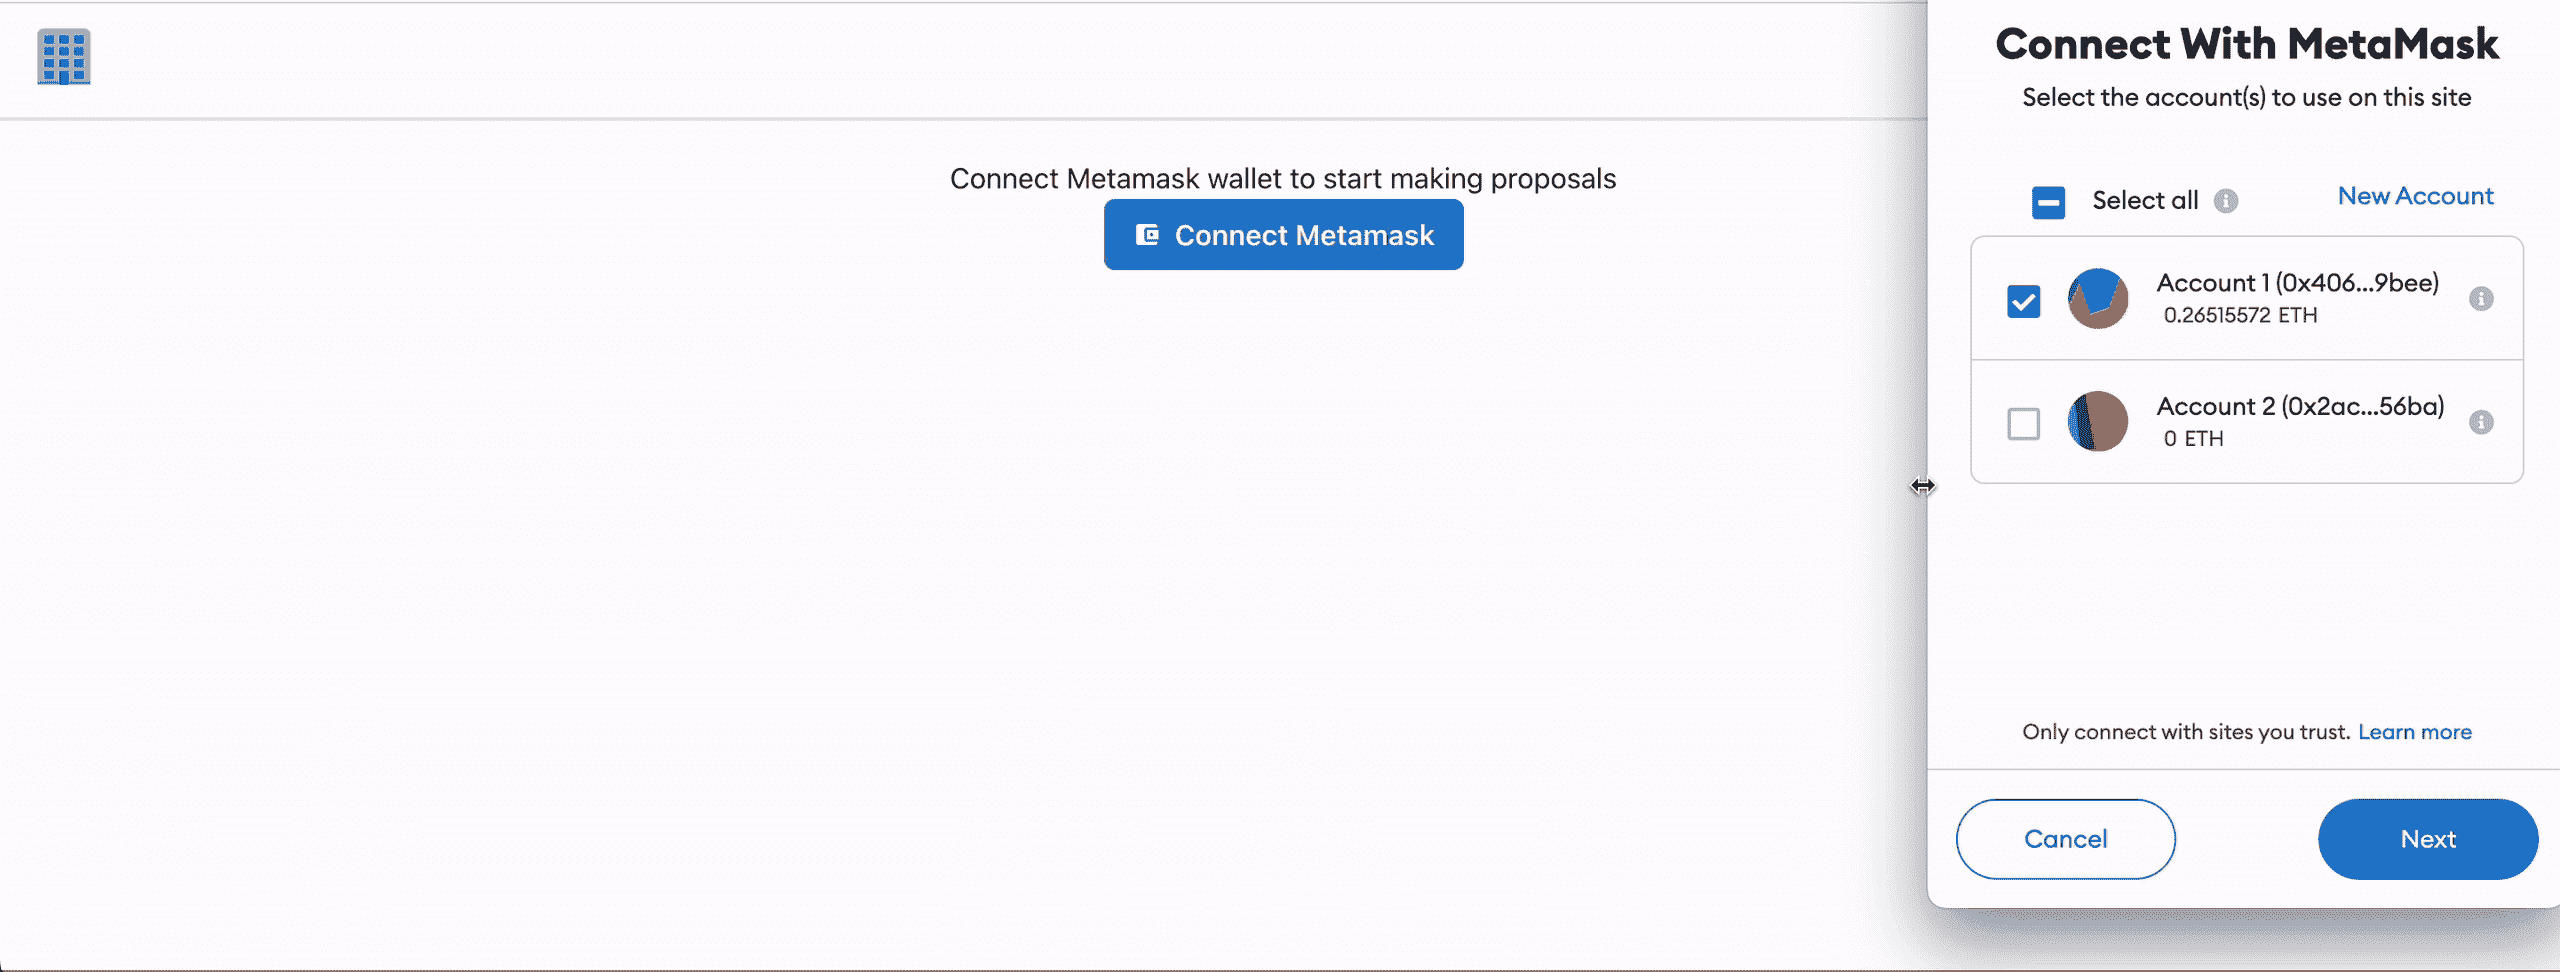 Connect Metamask wallet to start making proposals
Connect Metamask
Connect With MetaMask
Select the account(s) to use on this site
Select all
New Account
Account 1 (0x406...9bee)
0.26515572 ETH
Account 2 (0x2ac...56ba)
0 ETH
Only connect with sites you trust. Learn more
Cancel
Next